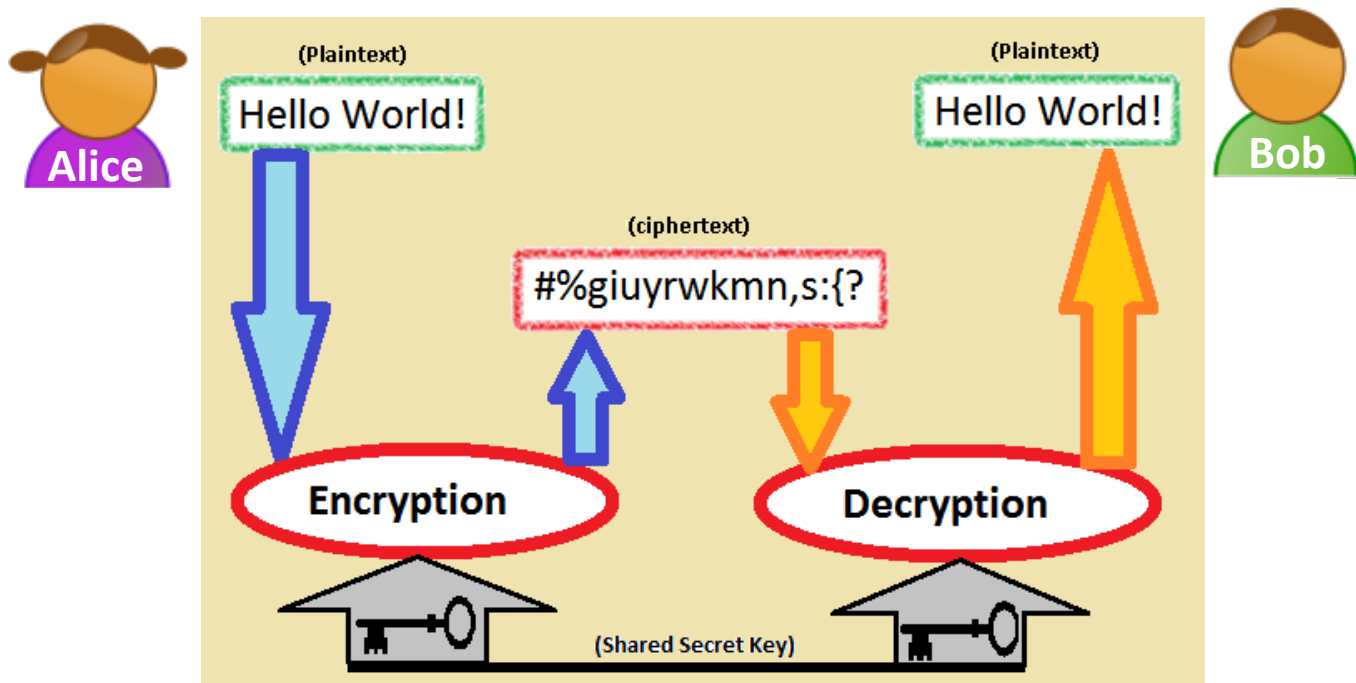 (Plaintext)
(Plaintext)
Hello World!
Hello World!
Alice
Bob
(ciphertext)
#%giuyrwkmn,s:{?
Encryption
Decryption
(Shared Secret Key)